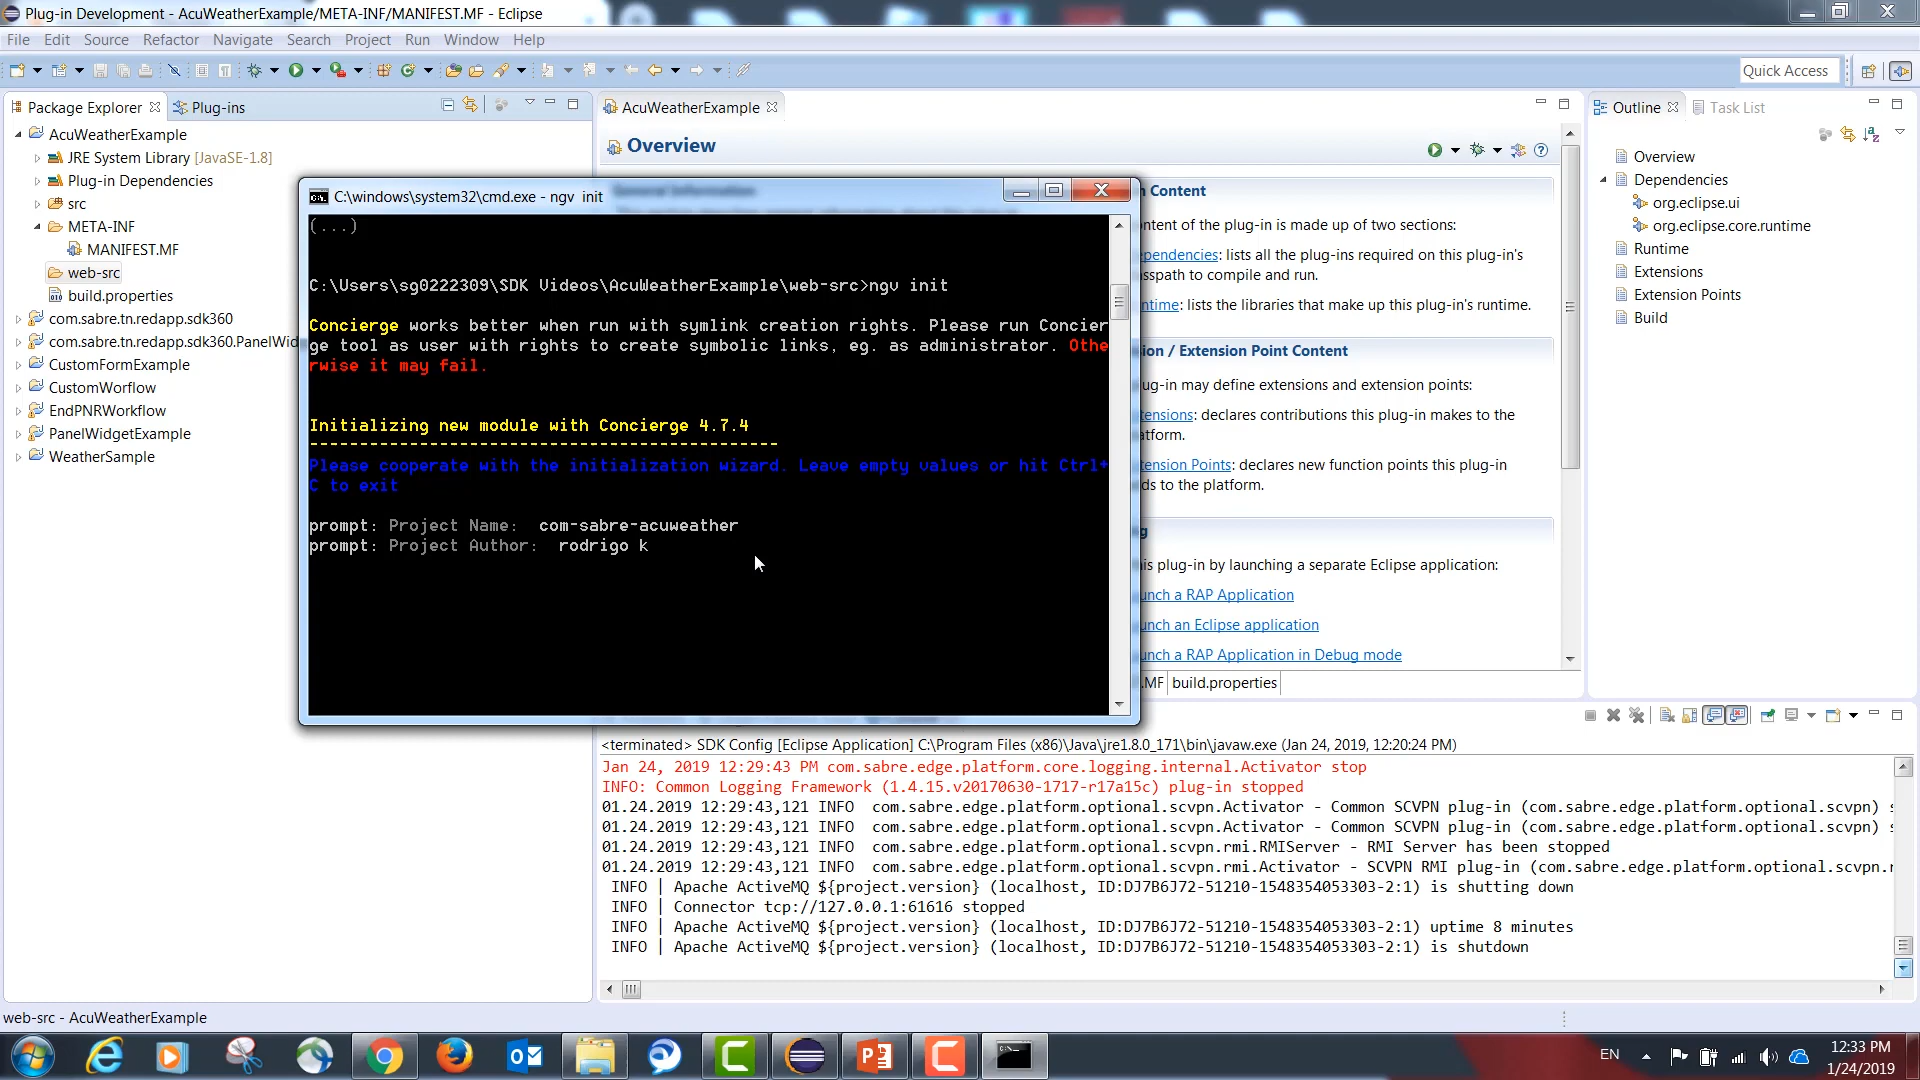 Plug-in Development - AcuWeatherExample/META-INF/MANIFEST.MF - Eclipse
File Edit Source Refactor Navigate Search Project Run Window Help
Quick Access
Package Explorer
Plug-ins
AcuWeatherExample
JRE System Library [JavaSE-1.8]
Plug-in Dependencies
src
META-INF
MANIFEST.MF
web-src
build.properties
com.sabre.tn.redapp.sdk360
com.sabre.tn.redapp.sdk360.PanelWid
CustomFormExample
CustomWorflow
EndPNRWorkflow
PanelWidgetExample
WeatherSample
C:\windows\system32\cmd.exe - ngv init
(...)
C:\Users\sg0222309\SDK Videos\AcuWeatherExample\web-src>ngv init
Concierge works better when run with symlink creation rights. Please run Concier
ge tool as user with rights to create symbolic links, eg. as administrator. Othe
rwise it may fail.
Initializing new module with Concierge 4.7.4
-----------------------------------------------
Please cooperate with the initialization wizard. Leave empty values or hit Ctrl+
C to exit
prompt: Project Name:  com-sabre-acuweather
prompt: Project Author:  rodrigo k
AcuWeatherExample
Overview
General Information
n Content
ntent of the plug-in is made up of two sections:
ependencies: lists all the plug-ins required on this plug-in's
sspath to compile and run.
ntime: lists the libraries that make up this plug-in's runtime.
ion / Extension Point Content
ug-in may define extensions and extension points:
tensions: declares contributions this plug-in makes to the
atform.
tension Points: declares new function points this plug-in
ds to the platform.
g
is plug-in by launching a separate Eclipse application:
unch a RAP Application
unch an Eclipse application
unch a RAP Application in Debug mode
.MF build.properties
Outline
Task List
Overview
Dependencies
org.eclipse.ui
org.eclipse.core.runtime
Runtime
Extensions
Extension Points
Build
<terminated> SDK Config [Eclipse Application] C:\Program Files (x86)\Java\jre1.8.0_171\bin\javaw.exe (Jan 24, 2019, 12:20:24 PM)
Jan 24, 2019 12:29:43 PM com.sabre.edge.platform.core.logging.internal.Activator stop
INFO: Common Logging Framework (1.4.15.v20170630-1717-r17a15c) plug-in stopped
01.24.2019 12:29:43,121 INFO  com.sabre.edge.platform.optional.scvpn.Activator - Common SCVPN plug-in (com.sabre.edge.platform.optional.scvpn) s
01.24.2019 12:29:43,121 INFO  com.sabre.edge.platform.optional.scvpn.Activator - Common SCVPN plug-in (com.sabre.edge.platform.optional.scvpn) s
01.24.2019 12:29:43,121 INFO  com.sabre.edge.platform.optional.scvpn.rmi.RMIServer - RMI Server has been stopped
01.24.2019 12:29:43,121 INFO  com.sabre.edge.platform.optional.scvpn.rmi.Activator - SCVPN RMI plug-in (com.sabre.edge.platform.optional.scvpn.r
INFO | Apache ActiveMQ ${project.version} (localhost, ID:DJ7B6J72-51210-1548354053303-2:1) is shutting down
INFO | Connector tcp://127.0.0.1:61616 stopped
INFO | Apache ActiveMQ ${project.version} (localhost, ID:DJ7B6J72-51210-1548354053303-2:1) uptime 8 minutes
INFO | Apache ActiveMQ ${project.version} (localhost, ID:DJ7B6J72-51210-1548354053303-2:1) is shutdown
web-src - AcuWeatherExample
EN
12:33 PM
1/24/2019